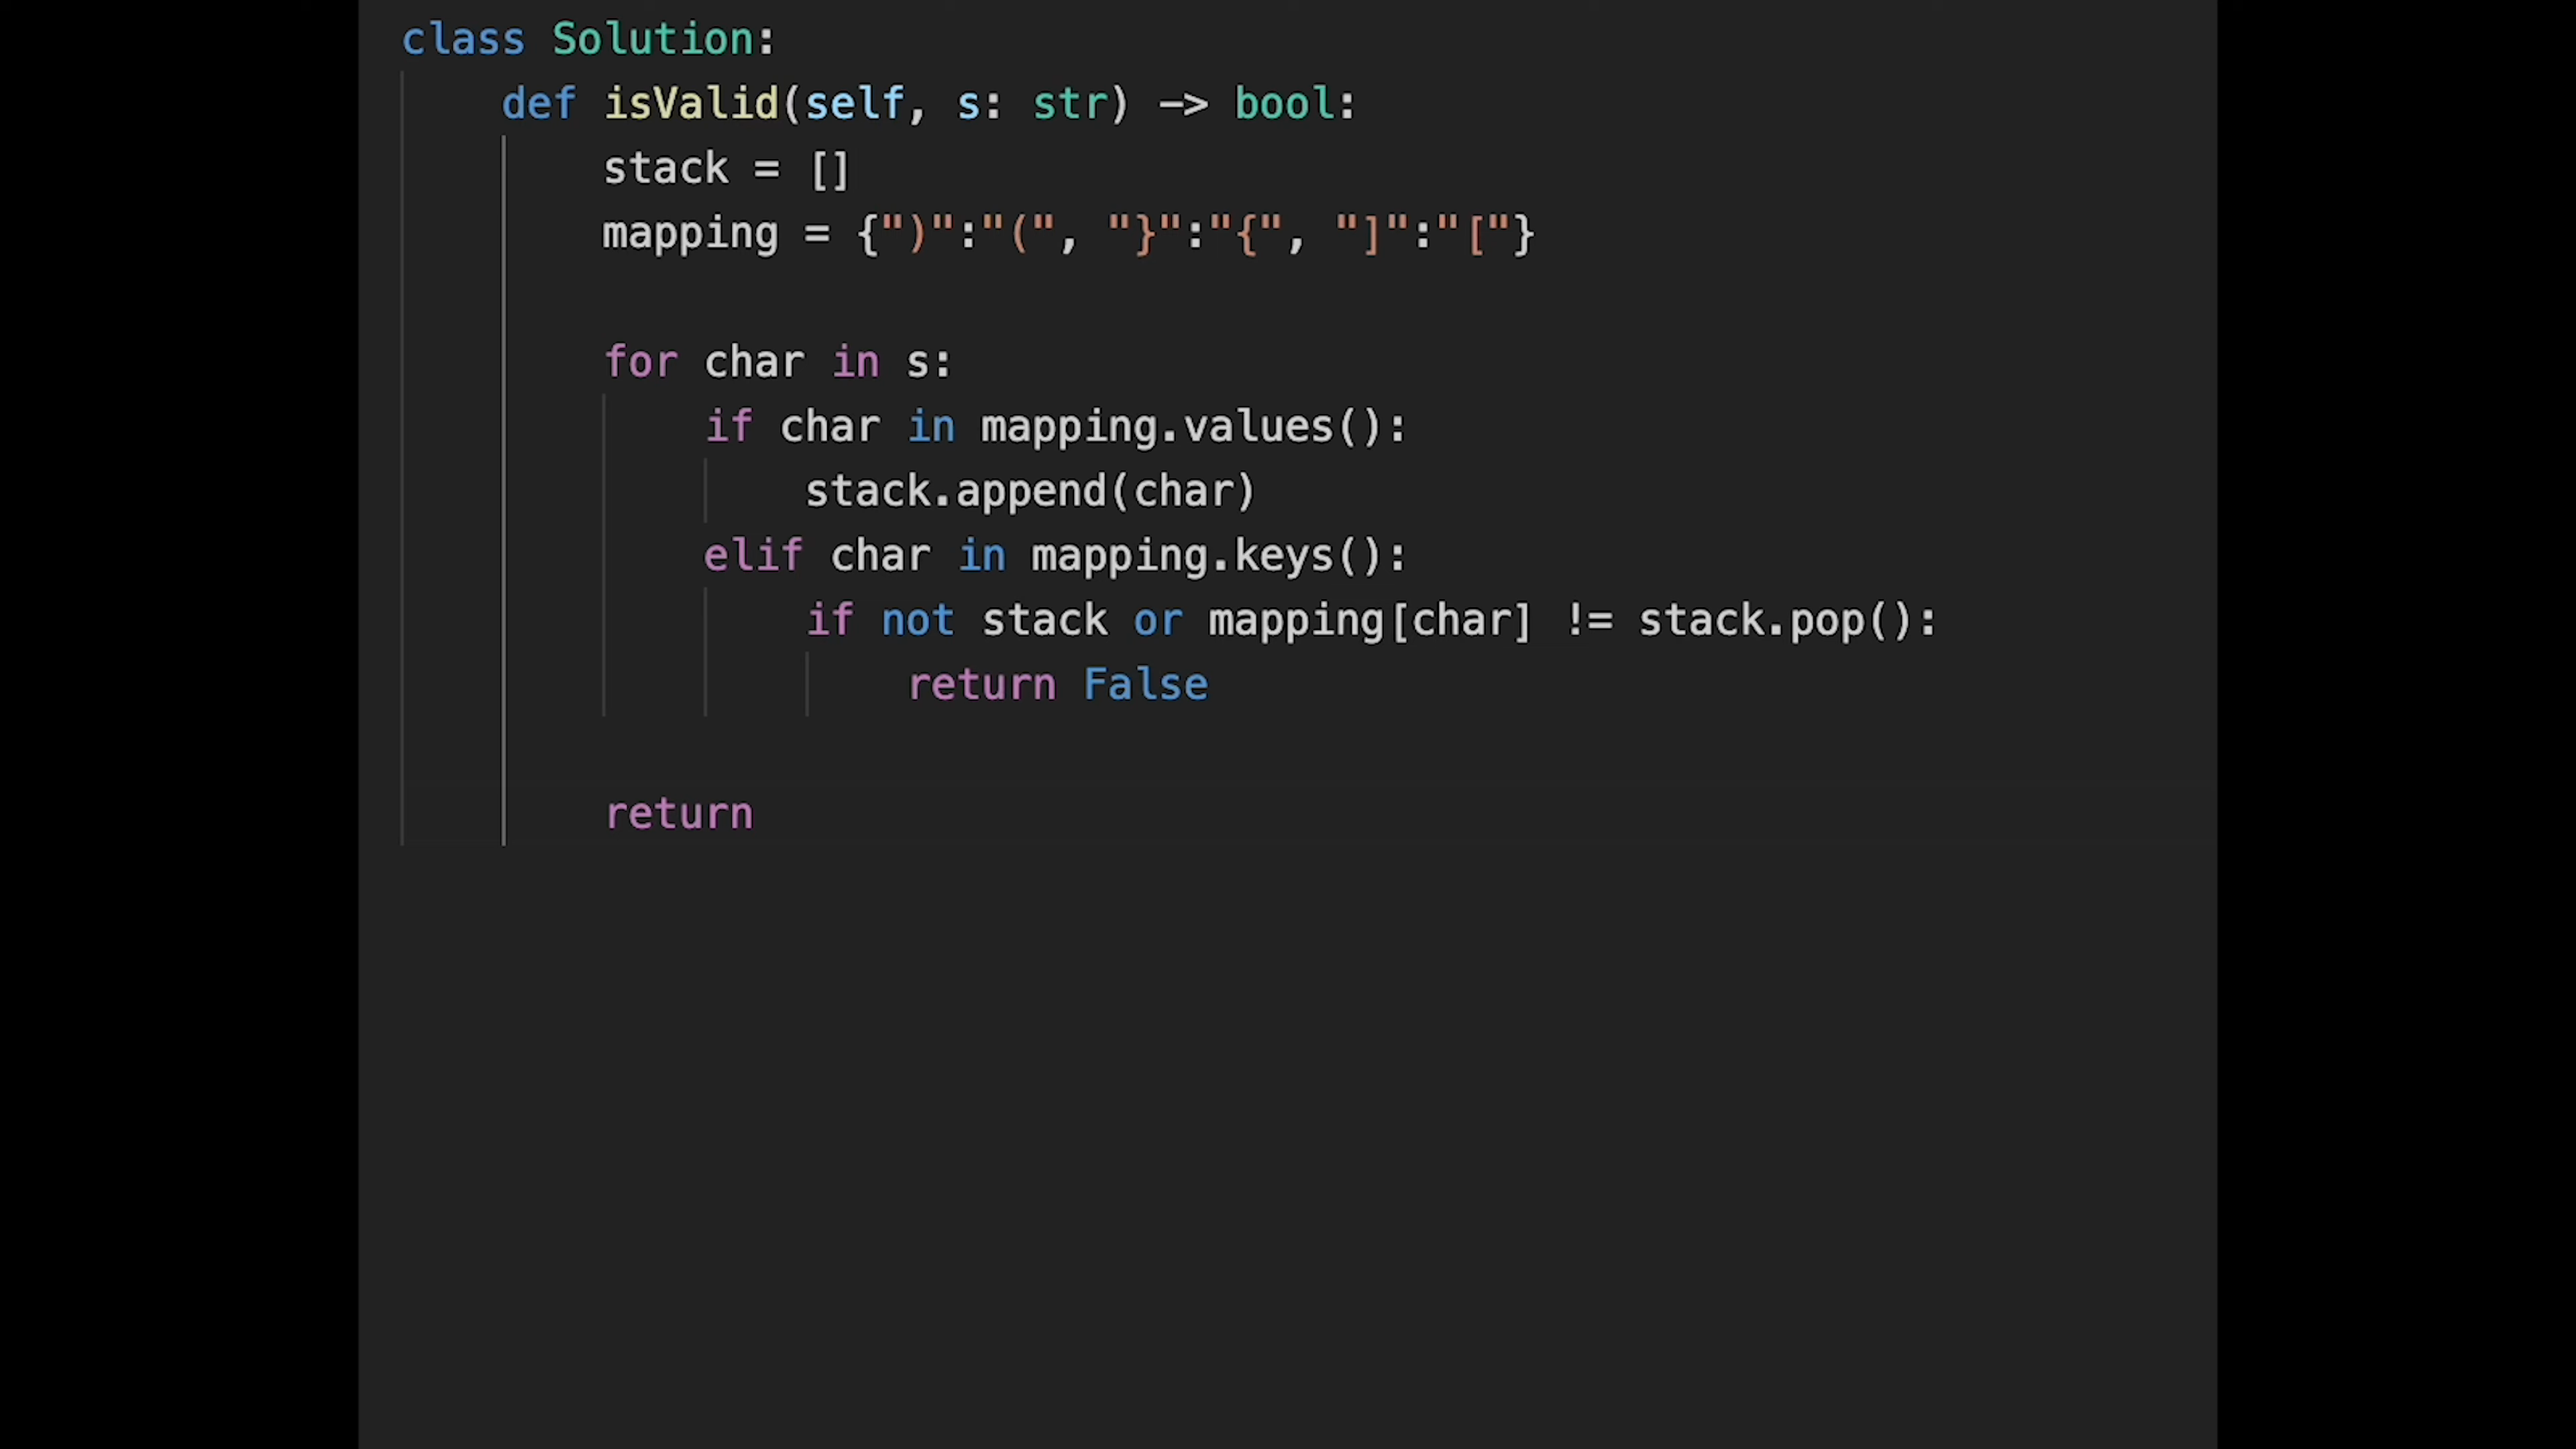 class Solution:
    def isValid(self, s: str) -> bool:
        stack = []
        mapping = {")":"(", "}":"{", "]":"["}

        for char in s:
            if char in mapping.values():
                stack.append(char)
            elif char in mapping.keys():
                if not stack or mapping[char] != stack.pop():
                    return False

        return